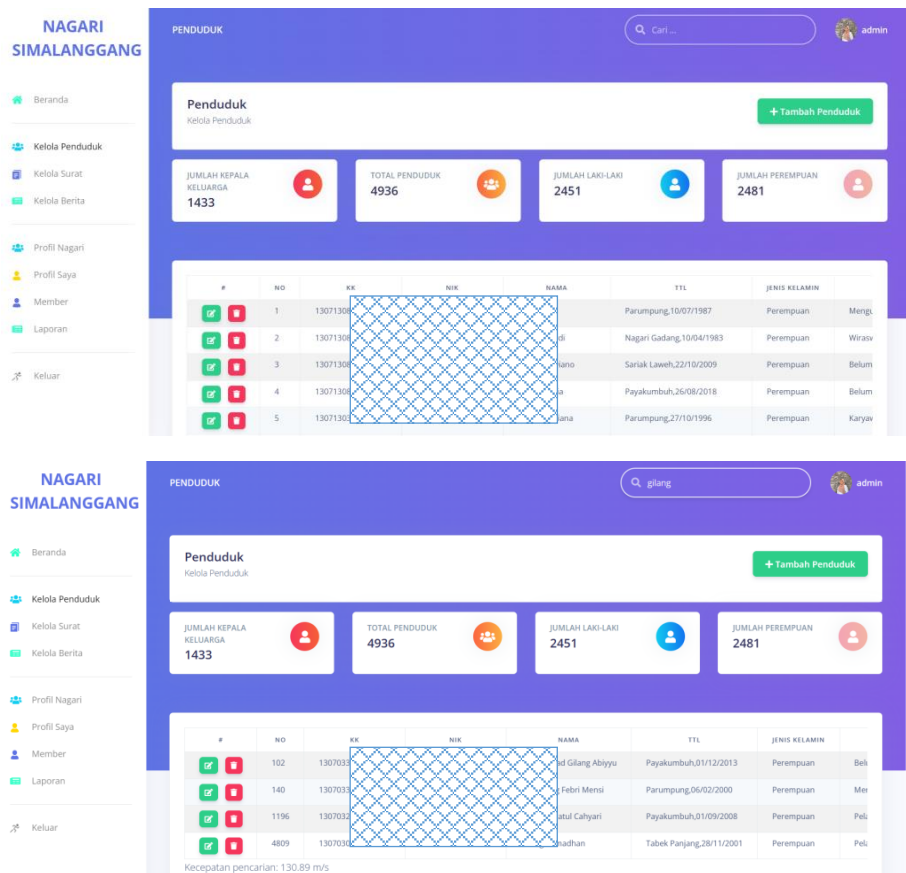 NAGARI
SIMALANGGANG
PENDUDUK
Cari ...
admin
Beranda
Kelola Penduduk
Kelola Surat
Kelola Berita
Profil Nagari
Profil Saya
Member
Laporan
Keluar
Penduduk
Kelola Penduduk
+ Tambah Penduduk
JUMLAH KEPALA
KELUARGA
1433
TOTAL PENDUDUK
4936
JUMLAH LAKI-LAKI
2451
JUMLAH PEREMPUAN
2481
# NO KK NIK NAMA TTL JENIS KELAMIN
1 Parumpung,10/07/1987 Perempuan
2 Nagari Gadang,10/04/1983 Perempuan
3 Sariak Laweh,22/10/2009 Perempuan Belum
4 Payakumbuh,26/08/2018 Perempuan Belum
5 Parumpung,27/10/1996 Perempuan
NAGARI
SIMALANGGANG
PENDUDUK
gilang
admin
Beranda
Kelola Penduduk
Kelola Surat
Kelola Berita
Profil Nagari
Profil Saya
Member
Laporan
Keluar
Penduduk
Kelola Penduduk
+ Tambah Penduduk
JUMLAH KEPALA
KELUARGA
1433
TOTAL PENDUDUK
4936
JUMLAH LAKI-LAKI
2451
JUMLAH PEREMPUAN
2481
# NO KK NIK NAMA TTL JENIS KELAMIN
102 Gilang Abiyyu Payakumbuh,01/12/2013 Perempuan
140 Febri Mensi Parumpung,06/02/2000 Perempuan
1196 Cahyari Payakumbuh,01/09/2008 Perempuan
4809 Tabek Panjang,28/11/2001 Perempuan
Kecepatan pencarian: 130.89 m/s